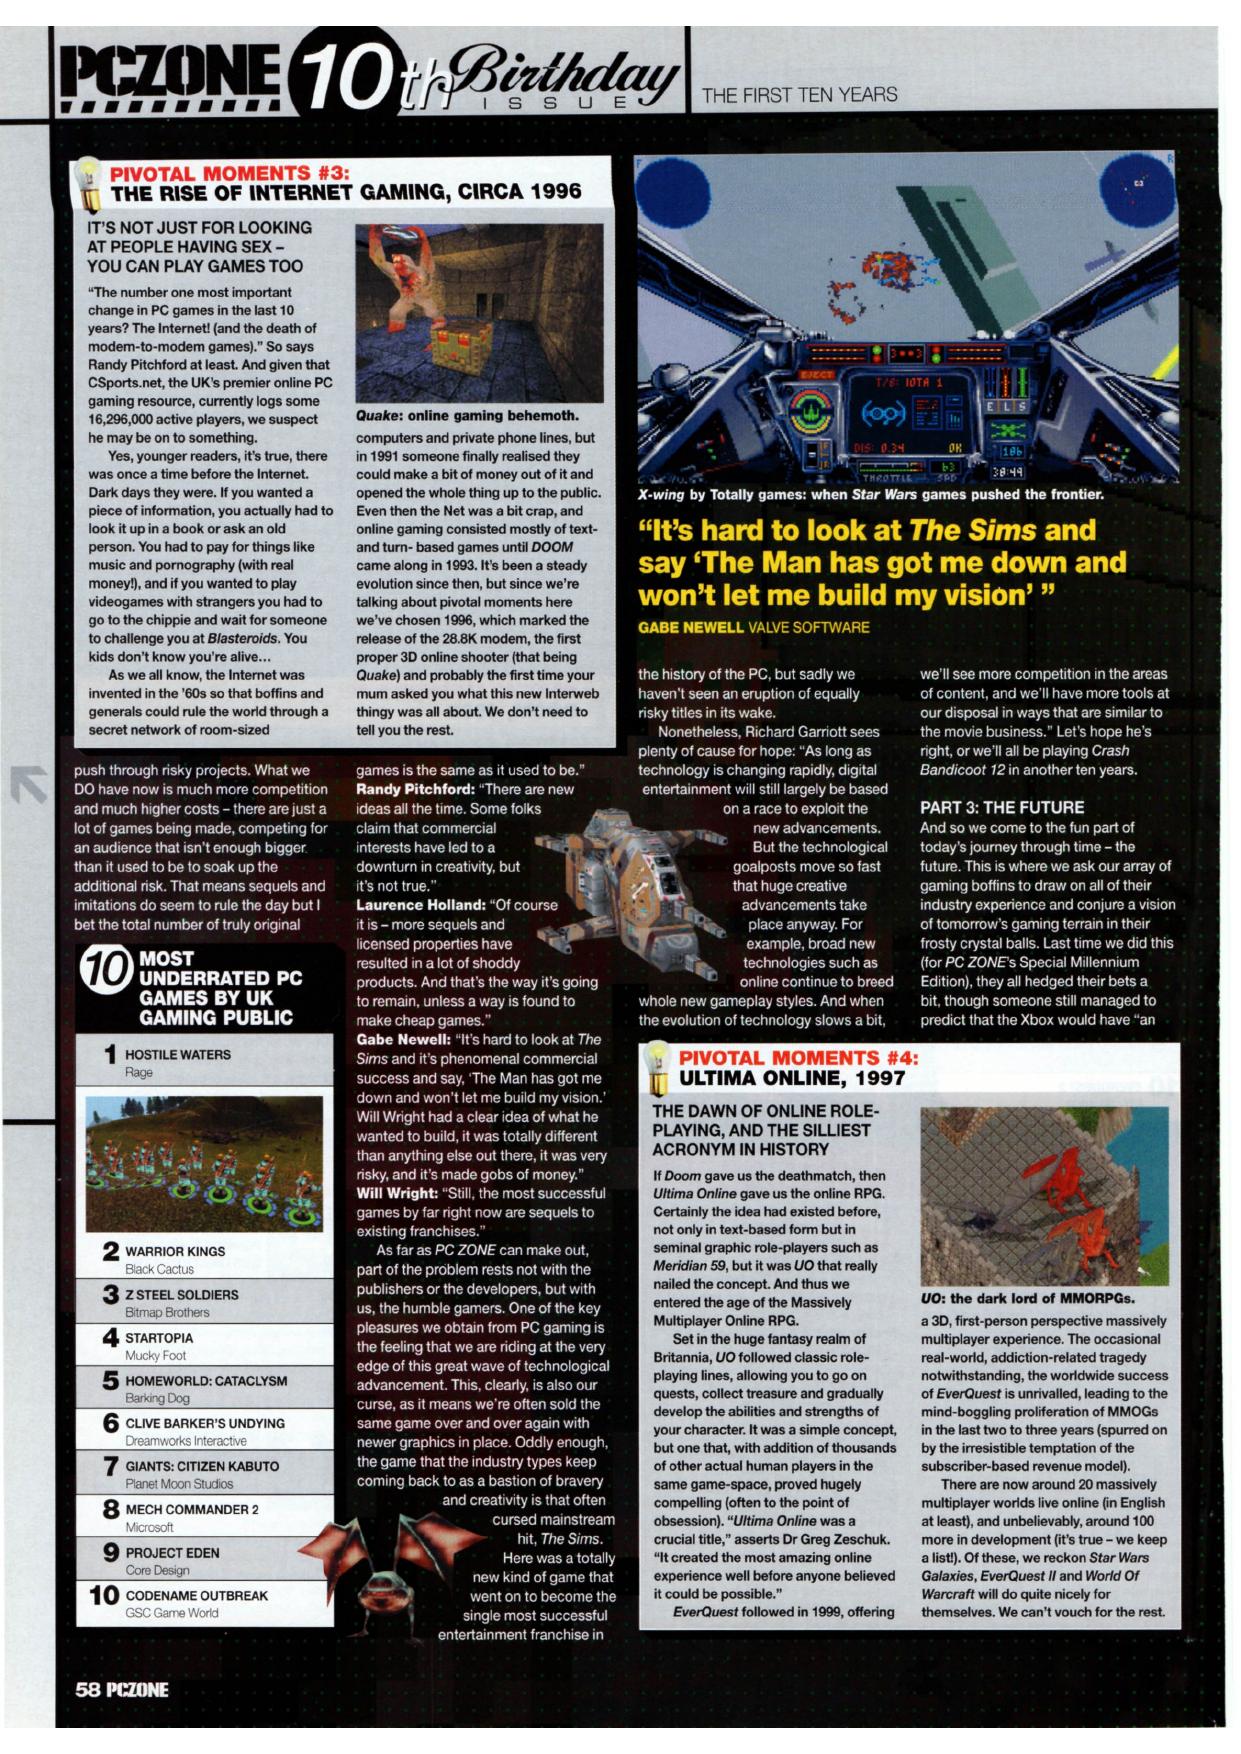 PCZONE 10th Birthday
ISSUE
THE FIRST TEN YEARS
PIVOTAL MOMENTS #3:
THE RISE OF INTERNET GAMING, CIRCA 1996
IT'S NOT JUST FOR LOOKING
AT PEOPLE HAVING SEX –
YOU CAN PLAY GAMES TOO
"The number one most important
change in PC games in the last 10
years? The Internet! (and the death of
modem-to-modem games)." So says
Randy Pitchford at least. And given that
CSports.net, the UK's premier online PC
gaming resource, currently logs some
16,296,000 active players, we suspect
he may be on to something.
Yes, younger readers, it's true, there
was once a time before the Internet.
Dark days they were. If you wanted a
piece of information, you actually had to
look it up in a book or ask an old
person. You had to pay for things like
music and pornography (with real
money!), and if you wanted to play
videogames with strangers you had to
go to the chippie and wait for someone
to challenge you at Blasteroids. You
kids don't know you're alive...
As we all know, the Internet was
invented in the '60s so that boffins and
generals could rule the world through a
secret network of room-sized
Quake: online gaming behemoth.
computers and private phone lines, but
in 1991 someone finally realised they
could make a bit of money out of it and
opened the whole thing up to the public.
Even then the Net was a bit crap, and
online gaming consisted mostly of text-
and turn- based games until DOOM
came along in 1993. It's been a steady
evolution since then, but since we're
talking about pivotal moments here
we've chosen 1996, which marked the
release of the 28.8K modem, the first
proper 3D online shooter (that being
Quake) and probably the first time your
mum asked you what this new Interweb
thingy was all about. We don't need to
tell you the rest.
F
R
EJECT
T/B: IOTA 1
E L S
DIS: 0.34
OK
186
63
38:49
THROTTLE
SPD
X-wing by Totally games: when Star Wars games pushed the frontier.
"It's hard to look at The Sims and
say 'The Man has got me down and
won't let me build my vision' "
GABE NEWELL VALVE SOFTWARE
push through risky projects. What we
DO have now is much more competition
and much higher costs – there are just a
lot of games being made, competing for
an audience that isn't enough bigger
than it used to be to soak up the
additional risk. That means sequels and
imitations do seem to rule the day but I
bet the total number of truly original
10 MOST
UNDERRATED PC
GAMES BY UK
GAMING PUBLIC
1 HOSTILE WATERS
Rage
2 WARRIOR KINGS
Black Cactus
3 Z STEEL SOLDIERS
Bitmap Brothers
4 STARTOPIA
Mucky Foot
5 HOMEWORLD: CATACLYSM
Barking Dog
6 CLIVE BARKER'S UNDYING
Dreamworks Interactive
7 GIANTS: CITIZEN KABUTO
Planet Moon Studios
8 MECH COMMANDER 2
Microsoft
9 PROJECT EDEN
Core Design
10 CODENAME OUTBREAK
GSC Game World
games is the same as it used to be."
Randy Pitchford: "There are new
ideas all the time. Some folks
claim that commercial
interests have led to a
downturn in creativity, but
it's not true."
Laurence Holland: "Of course
it is – more sequels and
licensed properties have
resulted in a lot of shoddy
products. And that's the way it's going
to remain, unless a way is found to
make cheap games."
Gabe Newell: "It's hard to look at The
Sims and it's phenomenal commercial
success and say, 'The Man has got me
down and won't let me build my vision.'
Will Wright had a clear idea of what he
wanted to build, it was totally different
than anything else out there, it was very
risky, and it's made gobs of money."
Will Wright: "Still, the most successful
games by far right now are sequels to
existing franchises."
As far as PC ZONE can make out,
part of the problem rests not with the
publishers or the developers, but with
us, the humble gamers. One of the key
pleasures we obtain from PC gaming is
the feeling that we are riding at the very
edge of this great wave of technological
advancement. This, clearly, is also our
curse, as it means we're often sold the
same game over and over again with
newer graphics in place. Oddly enough,
the game that the industry types keep
coming back to as a bastion of bravery
and creativity is that often
cursed mainstream
hit, The Sims.
Here was a totally
new kind of game that
went on to become the
single most successful
entertainment franchise in
the history of the PC, but sadly we
haven't seen an eruption of equally
risky titles in its wake.
Nonetheless, Richard Garriott sees
plenty of cause for hope: "As long as
technology is changing rapidly, digital
entertainment will still largely be based
on a race to exploit the
new advancements.
But the technological
goalposts move so fast
that huge creative
advancements take
place anyway. For
example, broad new
technologies such as
online continue to breed
whole new gameplay styles. And when
the evolution of technology slows a bit,
we'll see more competition in the areas
of content, and we'll have more tools at
our disposal in ways that are similar to
the movie business." Let's hope he's
right, or we'll all be playing Crash
Bandicoot 12 in another ten years.
PART 3: THE FUTURE
And so we come to the fun part of
today's journey through time – the
future. This is where we ask our array of
gaming boffins to draw on all of their
industry experience and conjure a vision
of tomorrow's gaming terrain in their
frosty crystal balls. Last time we did this
(for PC ZONE's Special Millennium
Edition), they all hedged their bets a
bit, though someone still managed to
predict that the Xbox would have "an
PIVOTAL MOMENTS #4:
ULTIMA ONLINE, 1997
THE DAWN OF ONLINE ROLE-
PLAYING, AND THE SILLIEST
ACRONYM IN HISTORY
If Doom gave us the deathmatch, then
Ultima Online gave us the online RPG.
Certainly the idea had existed before,
not only in text-based form but in
seminal graphic role-players such as
Meridian 59, but it was UO that really
nailed the concept. And thus we
entered the age of the Massively
Multiplayer Online RPG.
Set in the huge fantasy realm of
Britannia, UO followed classic role-
playing lines, allowing you to go on
quests, collect treasure and gradually
develop the abilities and strengths of
your character. It was a simple concept,
but one that, with addition of thousands
of other actual human players in the
same game-space, proved hugely
compelling (often to the point of
obsession). "Ultima Online was a
crucial title," asserts Dr Greg Zeschuk.
"It created the most amazing online
experience well before anyone believed
it could be possible."
EverQuest followed in 1999, offering
UO: the dark lord of MMORPGs.
a 3D, first-person perspective massively
multiplayer experience. The occasional
real-world, addiction-related tragedy
notwithstanding, the worldwide success
of EverQuest is unrivalled, leading to the
mind-boggling proliferation of MMOGs
in the last two to three years (spurred on
by the irresistible temptation of the
subscriber-based revenue model).
There are now around 20 massively
multiplayer worlds live online (in English
at least), and unbelievably, around 100
more in development (it's true – we keep
a list!). Of these, we reckon Star Wars
Galaxies, EverQuest II and World Of
Warcraft will do quite nicely for
themselves. We can't vouch for the rest.
58 PCZONE